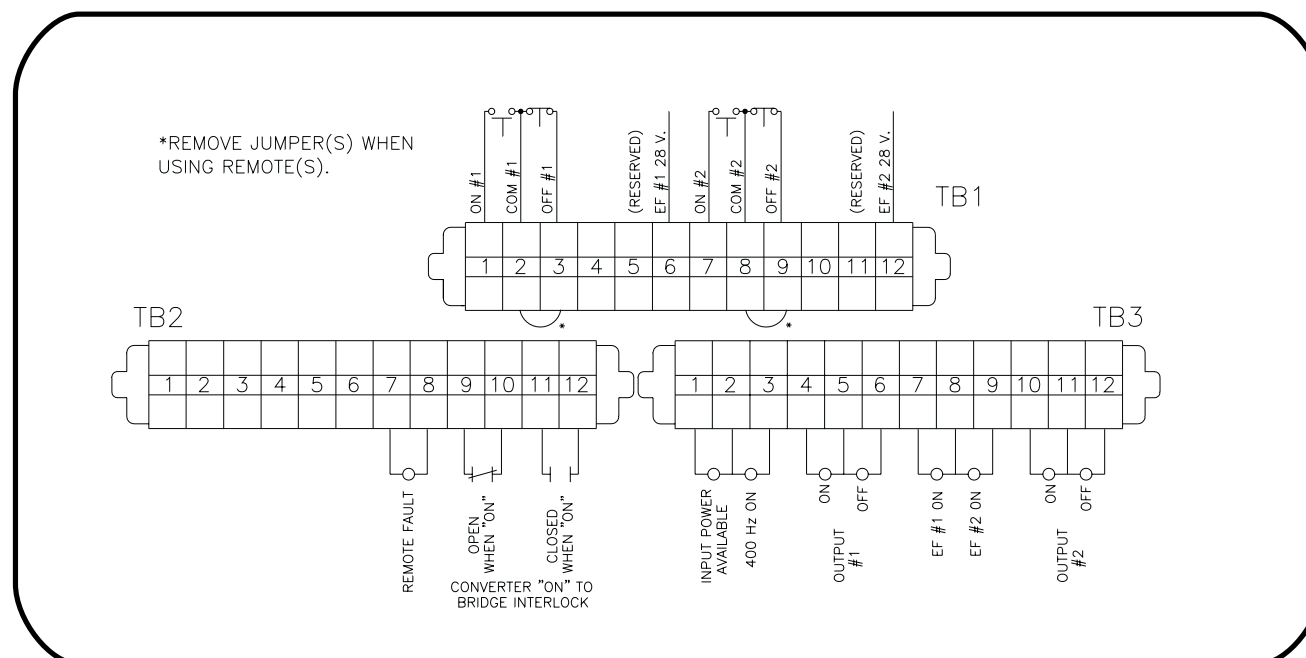 *REMOVE JUMPER(S) WHEN
USING REMOTE(S).
ON #1
COM #1
OFF #1
(RESERVED)
EF #1 28 V.
ON #2
COM #2
OFF #2
(RESERVED)
EF #2 28 V.
TB1
1 2 3 4 5 6 7 8 9 10 11 12
* *
TB2
1 2 3 4 5 6 7 8 9 10 11 12
REMOTE FAULT
OPEN
WHEN "ON"
CLOSED
WHEN "ON"
CONVERTER "ON" TO
BRIDGE INTERLOCK
TB3
1 2 3 4 5 6 7 8 9 10 11 12
INPUT POWER
AVAILABLE
400 Hz ON
ON
OFF
OUTPUT
#1
EF #1 ON
EF #2 ON
ON
OFF
OUTPUT
#2